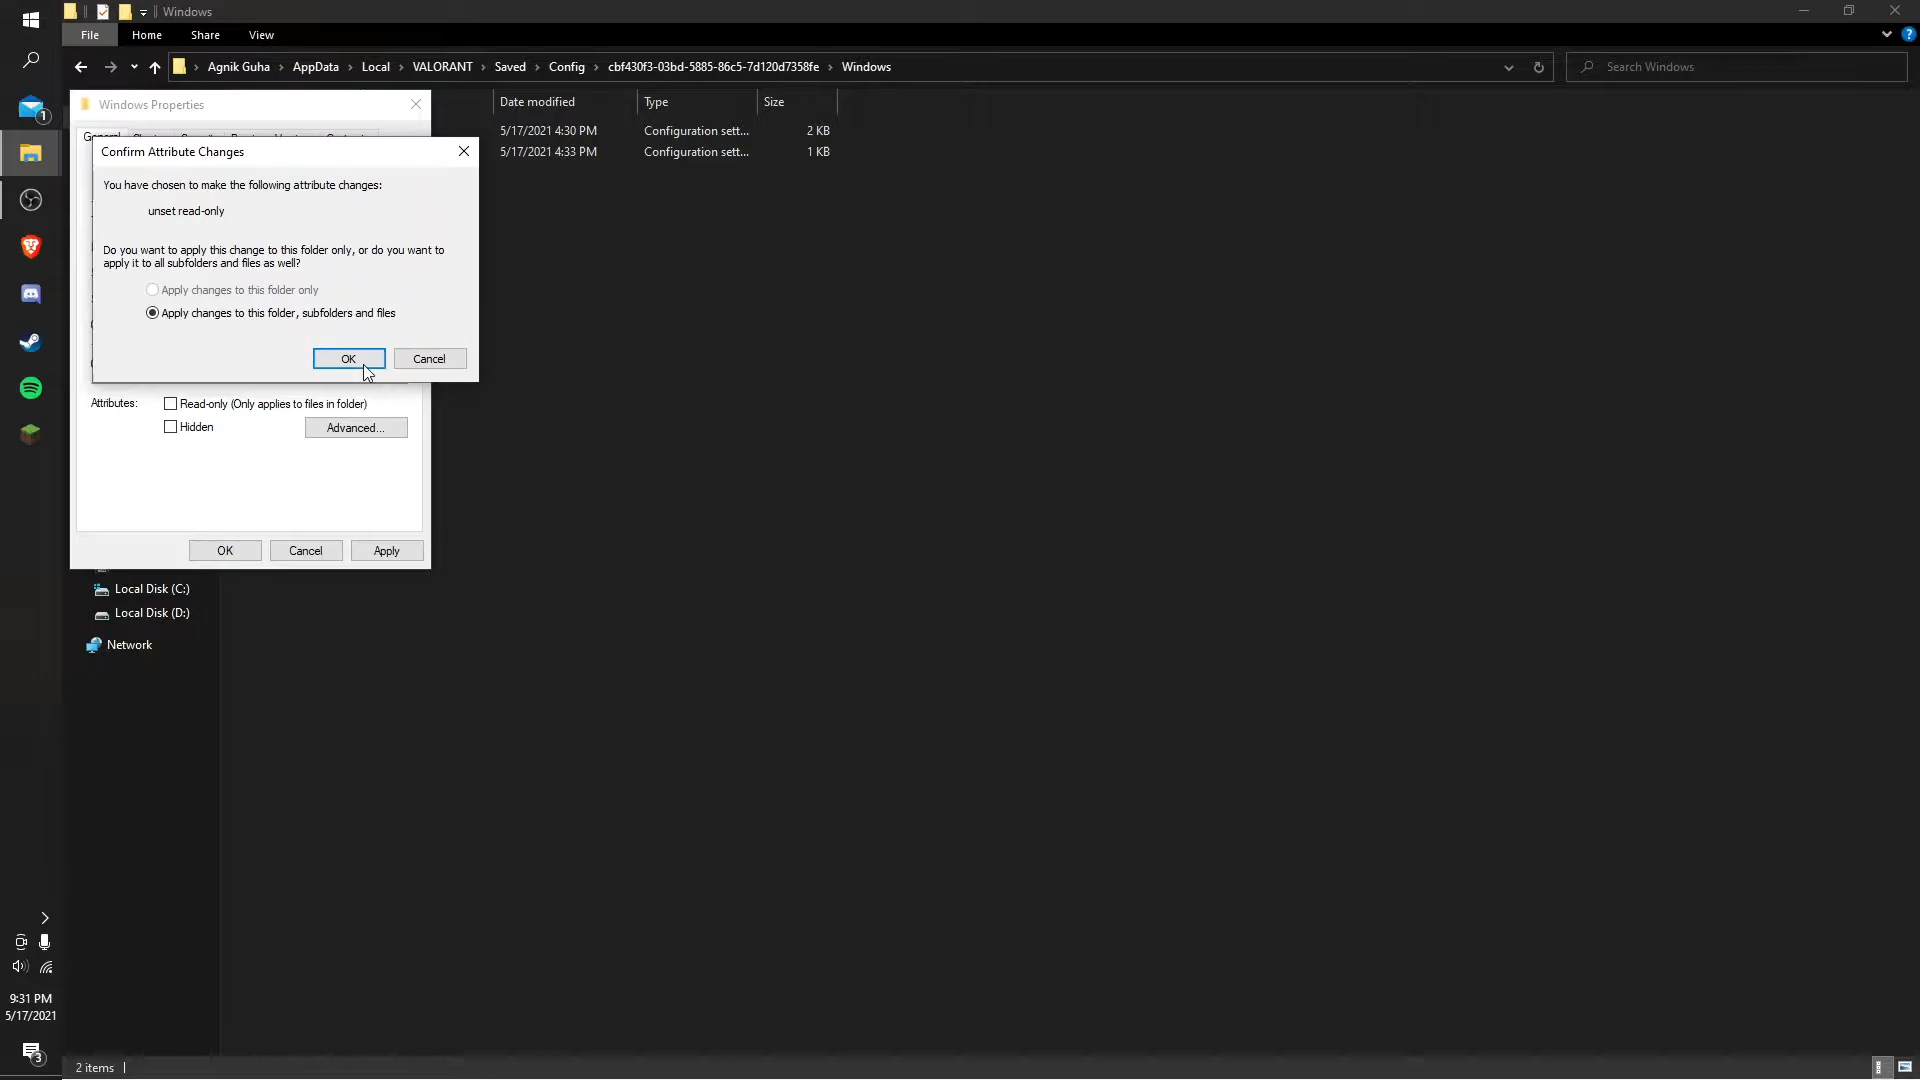 Windows
File Home Share View
Agnik Guha AppData Local VALORANT Saved Config cbf430f3-03bd-5885-86c5-7d120d7358fe Windows
Search Windows
1
Windows Properties
Date modified Type Size
5/17/2021 4:30 PM Configuration sett... 2 KB
5/17/2021 4:33 PM Configuration sett... 1 KB
General
Confirm Attribute Changes
You have chosen to make the following attribute changes:
unset read-only
Do you want to apply this change to this folder only, or do you want to
apply it to all subfolders and files as well?
Apply changes to this folder only
Apply changes to this folder, subfolders and files
OK Cancel
Attributes: Read-only (Only applies to files in folder)
Hidden Advanced...
OK Cancel Apply
Local Disk (C:)
Local Disk (D:)
Network
9:31 PM
5/17/2021
3
2 items